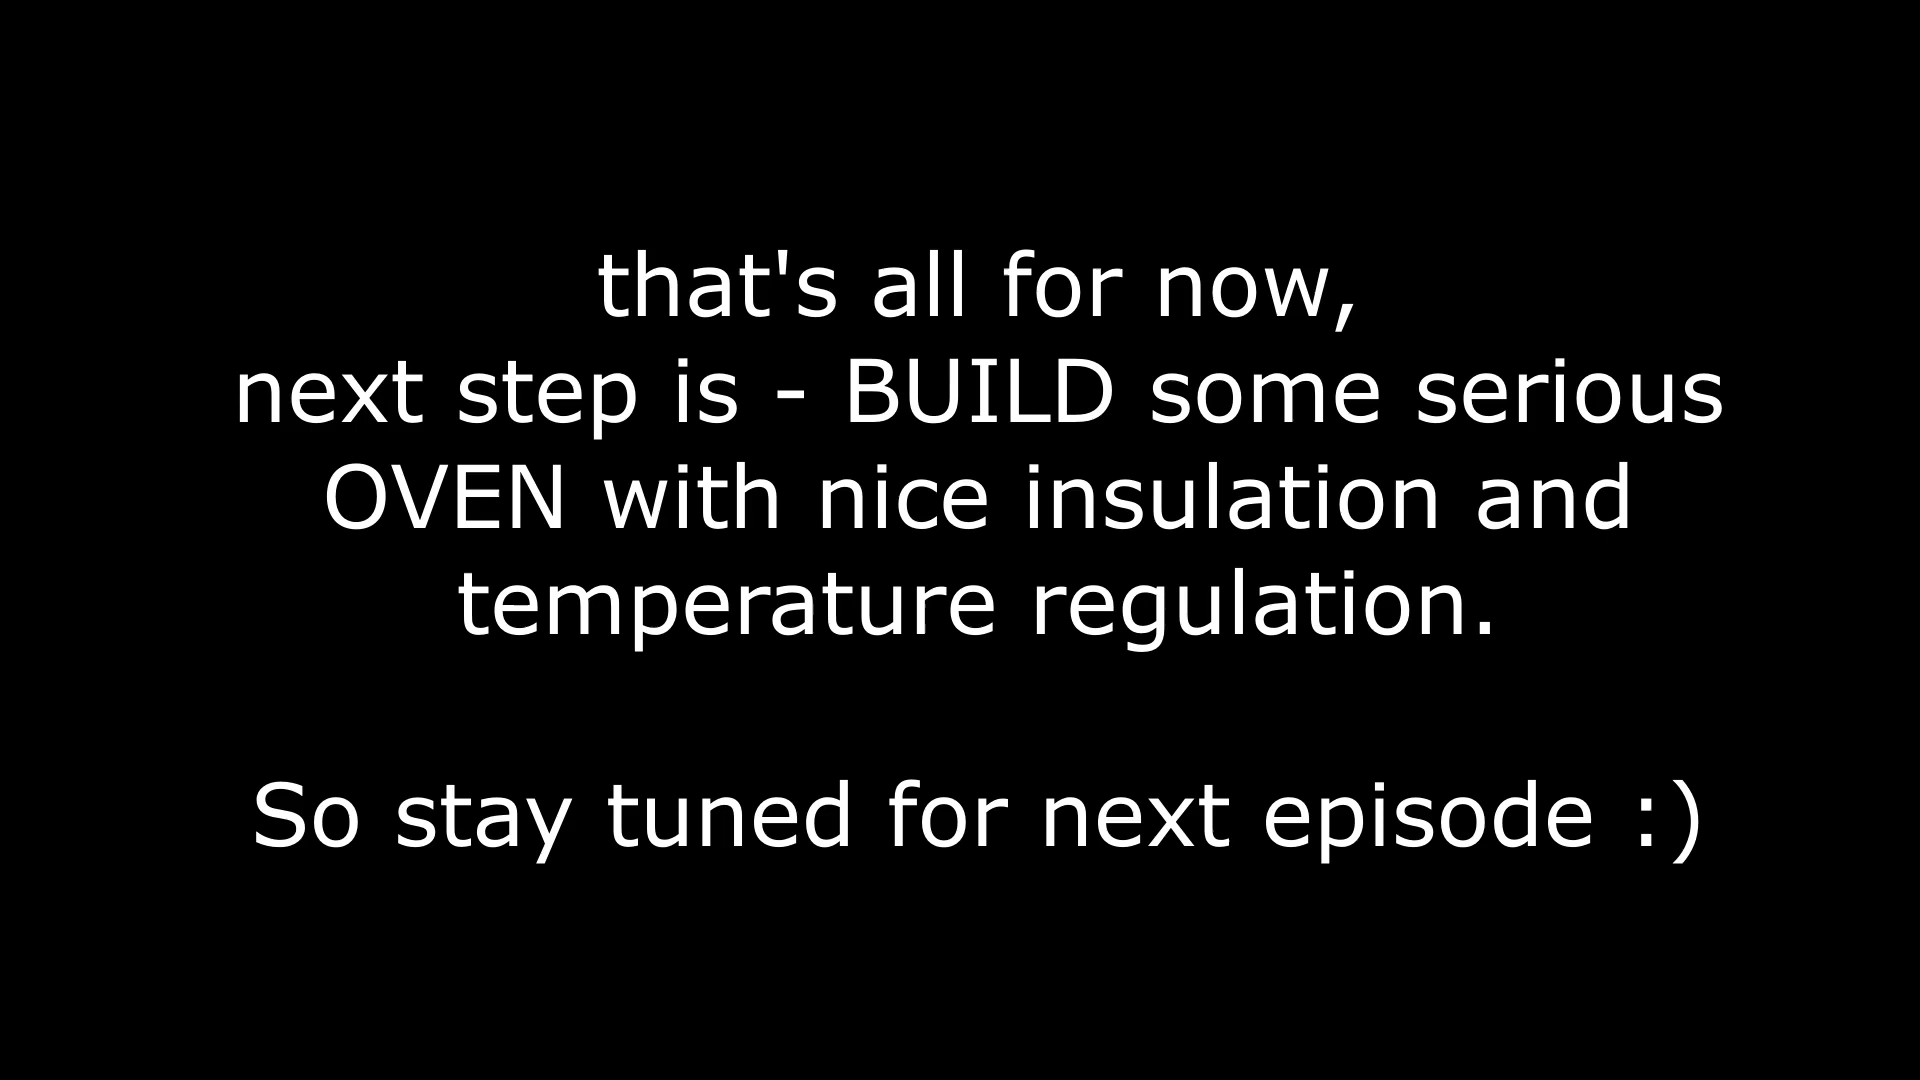 that's all for now,
next step is - BUILD some serious
OVEN with nice insulation and
temperature regulation.
So stay tuned for next episode :)